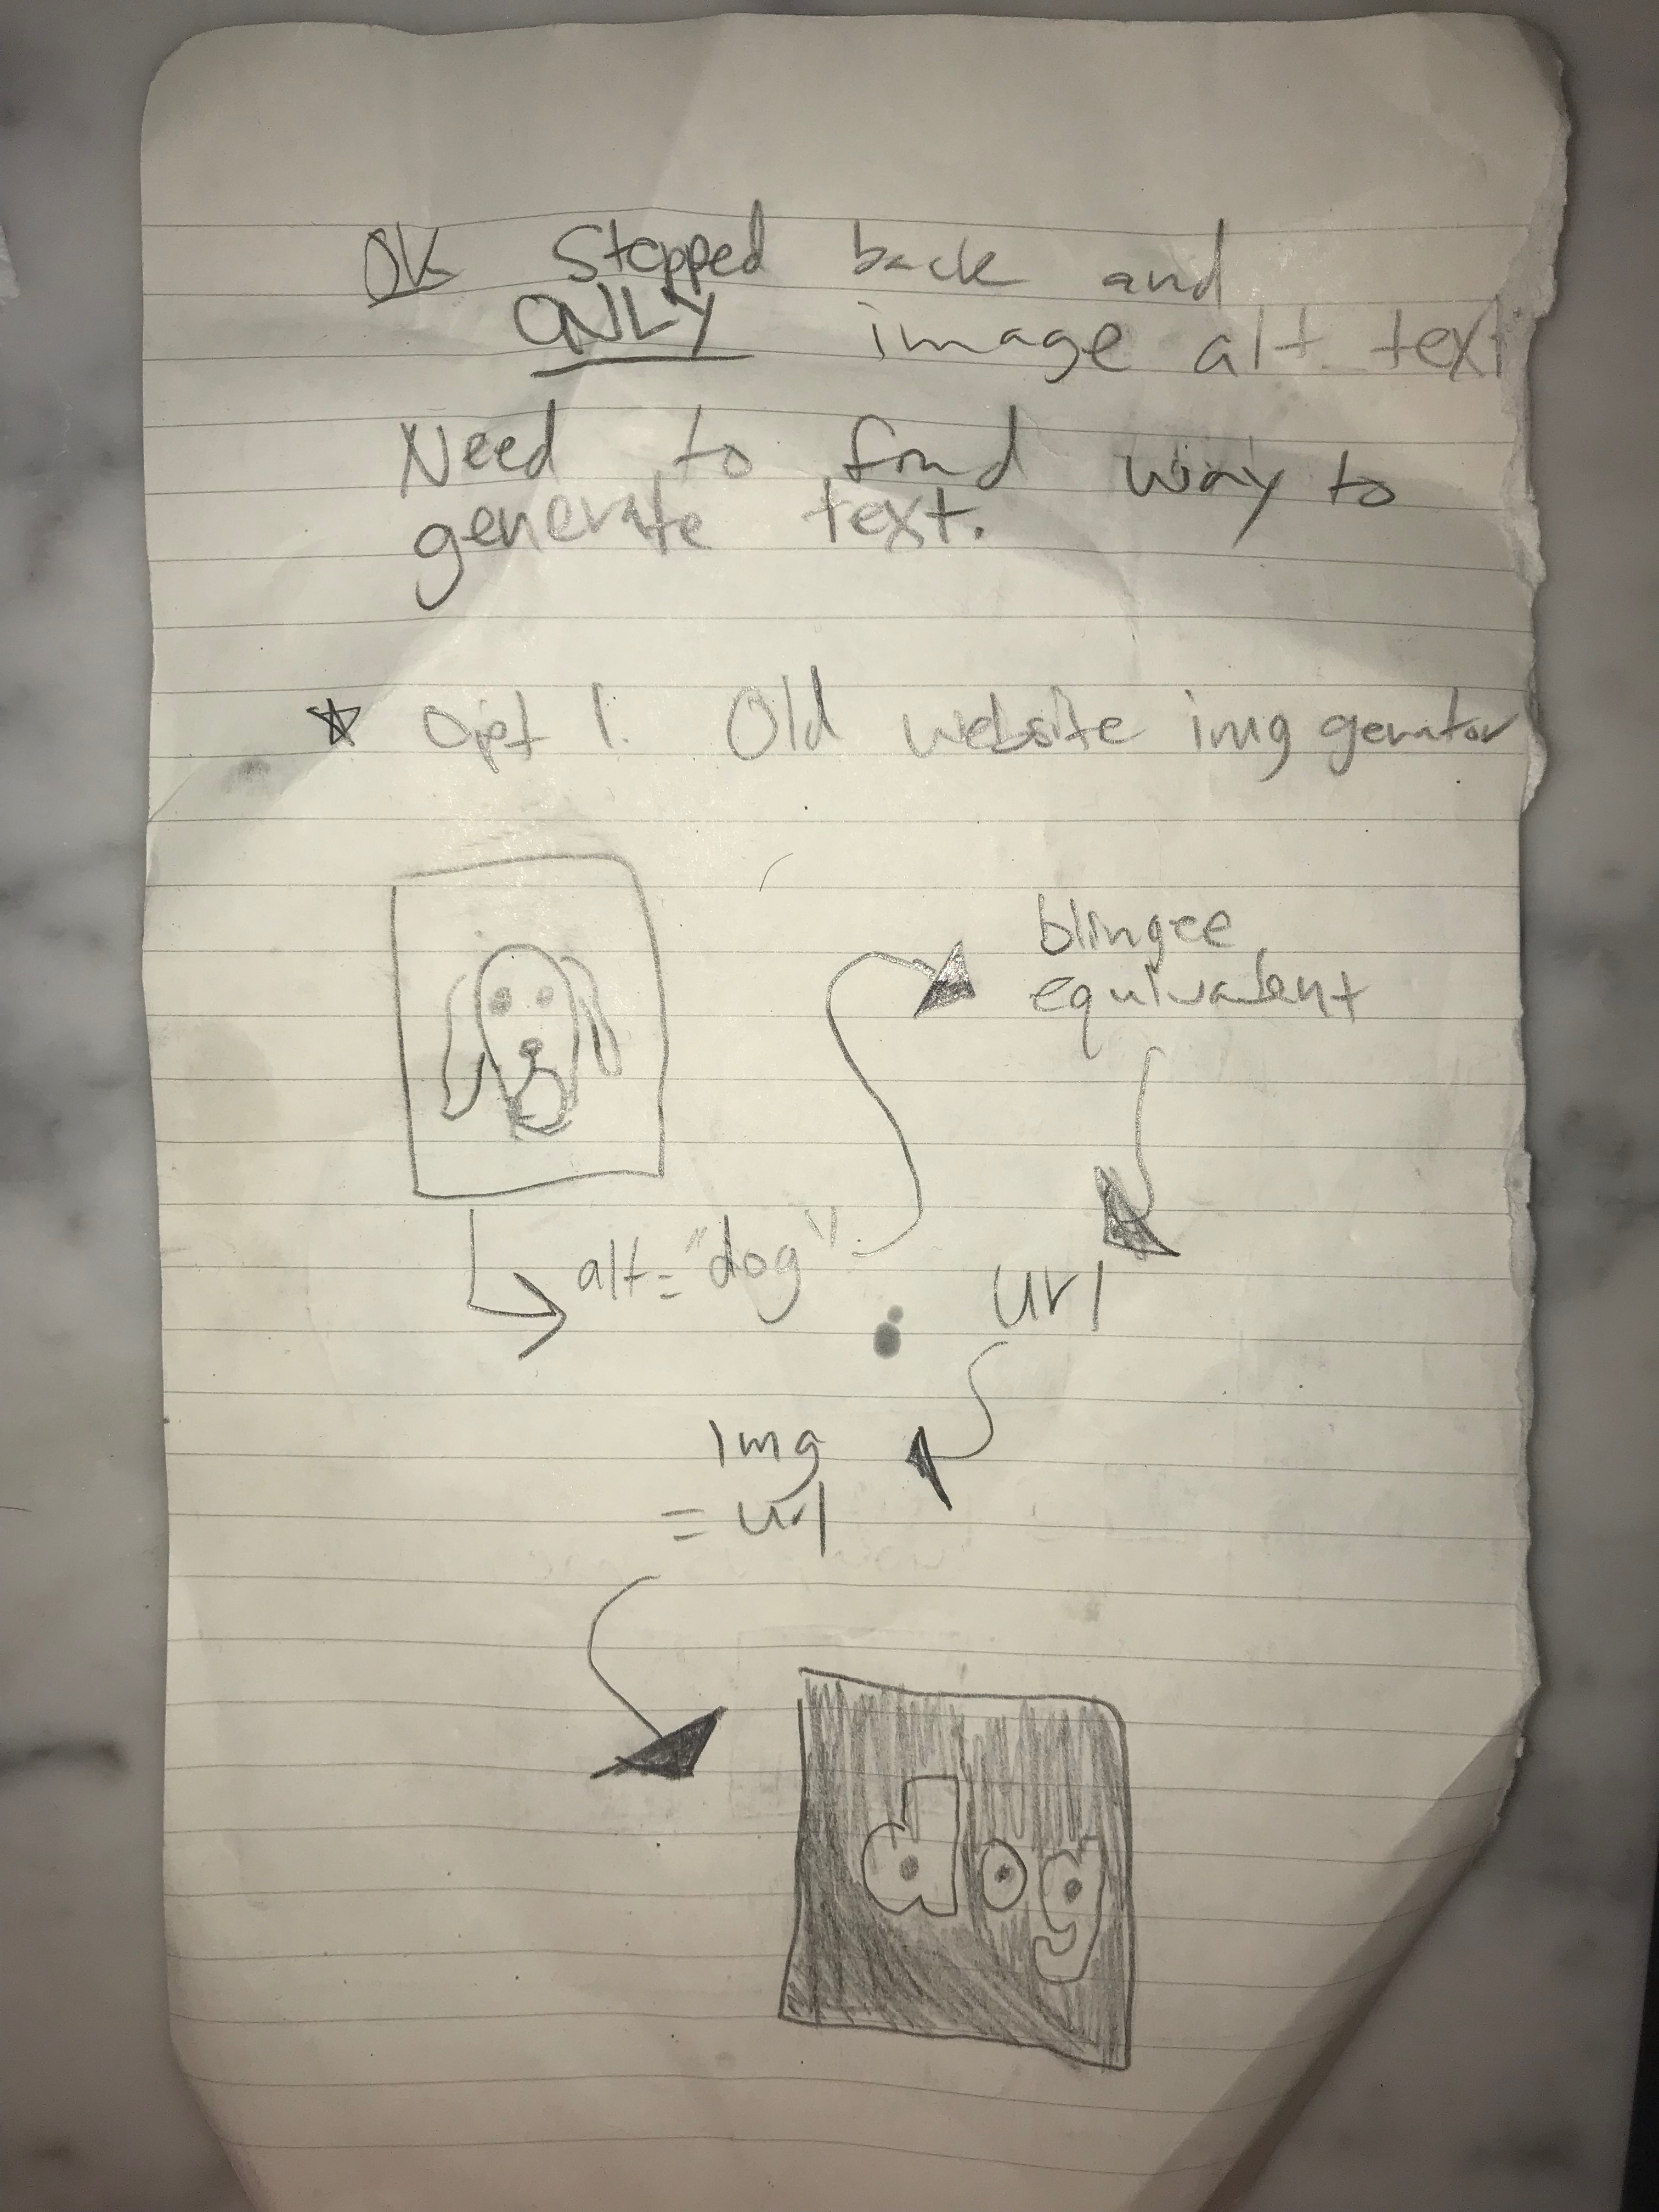 OK Stepped back and
ONLY image alt text
Need to find way to
generate text.
Opt 1. Old website img genrator
blingee
equivalent
alt="dog"
url
img
= url
dog